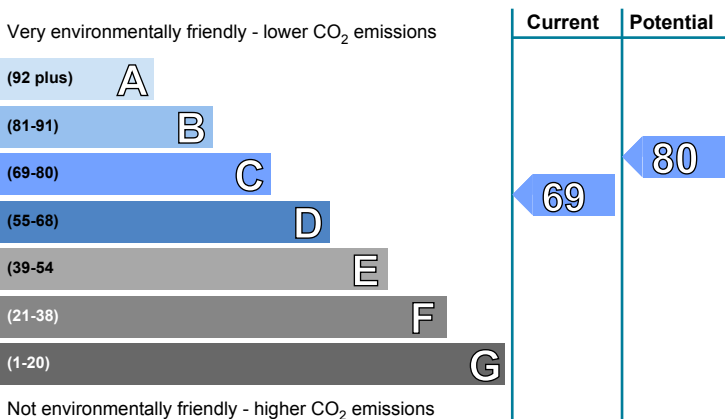 Very environmentally friendly - lower CO2 emissions
Current
Potential
(92 plus) A
(81-91) B
(69-80) C
(55-68) D
(39-54 E
(21-38) F
(1-20) G
69
80
Not environmentally friendly - higher CO2 emissions